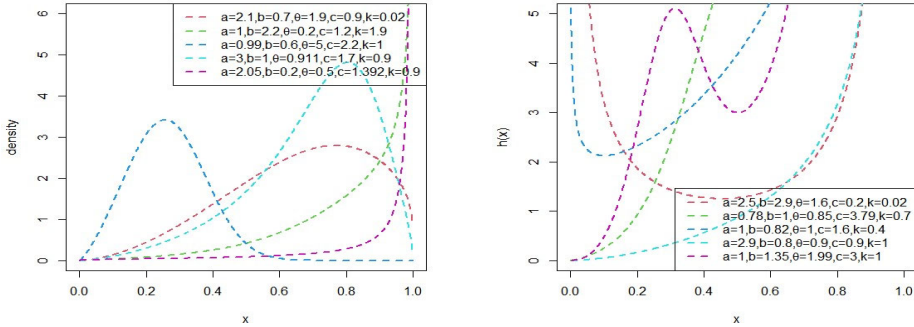 density
0 1 2 3 4 5 6
a=2.1,b=0.7,θ=1.9,c=0.9,k=0.02
a=1,b=2.2,θ=0.2,c=1.2,k=1.9
a=0.99,b=0.6,θ=5,c=2.2,k=1
a=3,b=1,θ=0.911,c=1.7,k=0.9
a=2.05,b=0.2,θ=0.5,c=1.392,k=0.9
0.0 0.2 0.4 0.6 0.8 1.0
x
h(x)
0 1 2 3 4 5
a=2.5,b=2.9,θ=1.6,c=0.2,k=0.02
a=0.78,b=1,θ=0.85,c=3.79,k=0.7
a=1,b=0.82,θ=1,c=1.6,k=0.4
a=2.9,b=0.8,θ=0.9,c=0.9,k=1
a=1,b=1.35,θ=1.99,c=3,k=1
0.0 0.2 0.4 0.6 0.8 1.0
x